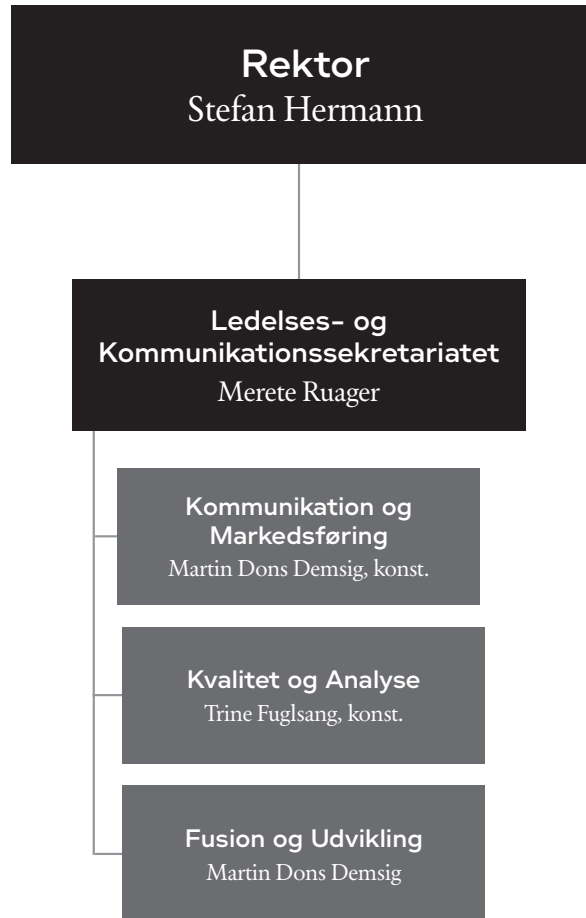 Rektor
Stefan Hermann
Ledelses- og
Kommunikationssekretariatet
Merete Ruager
Kommunikation og
Markedsføring
Martin Dons Demsig, konst.
Kvalitet og Analyse
Trine Fuglsang, konst.
Fusion og Udvikling
Martin Dons Demsig